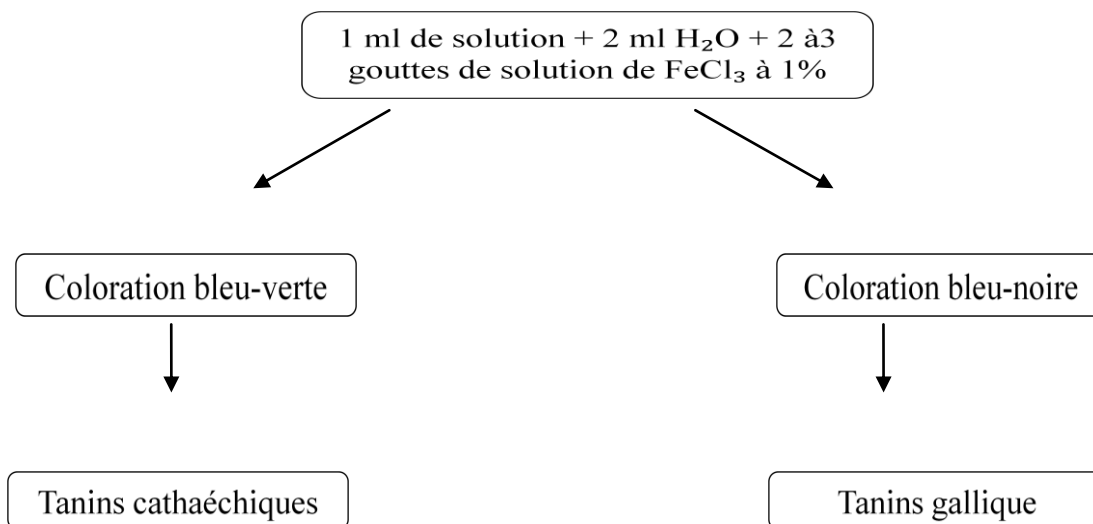 1 ml de solution + 2 ml H₂O + 2 à3
gouttes de solution de FeCl₃ à 1%
Coloration bleu-verte
Coloration bleu-noire
Tanins cathaéchiques
Tanins gallique